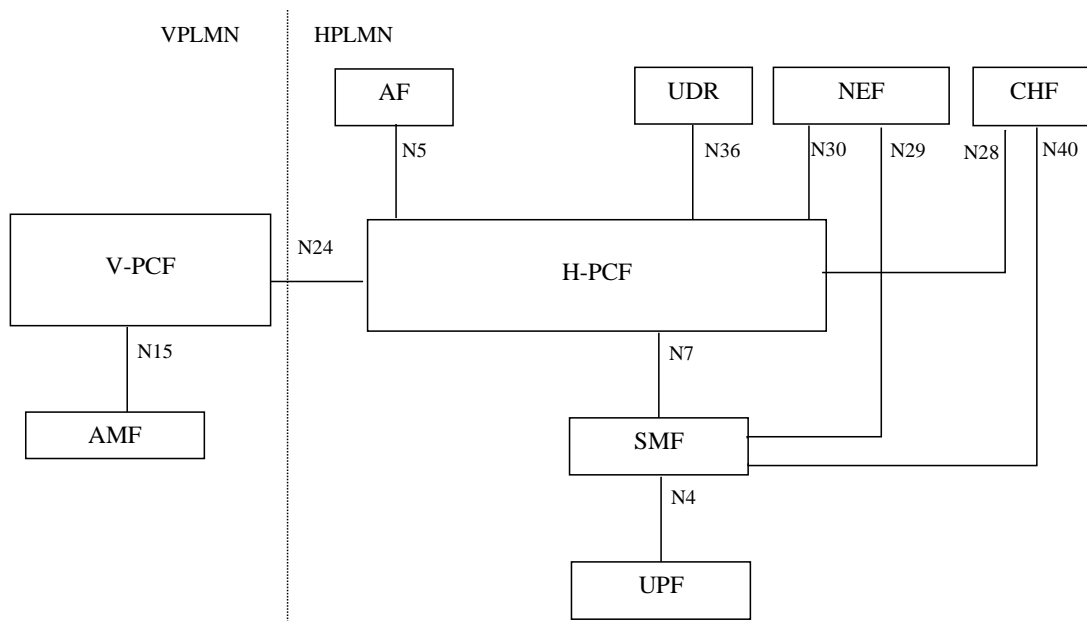 VPLMN
HPLMN
AF
UDR
NEF
CHF
N5
N36
N30
N29
N28
N40
V-PCF
N24
H-PCF
N15
N7
AMF
SMF
N4
UPF